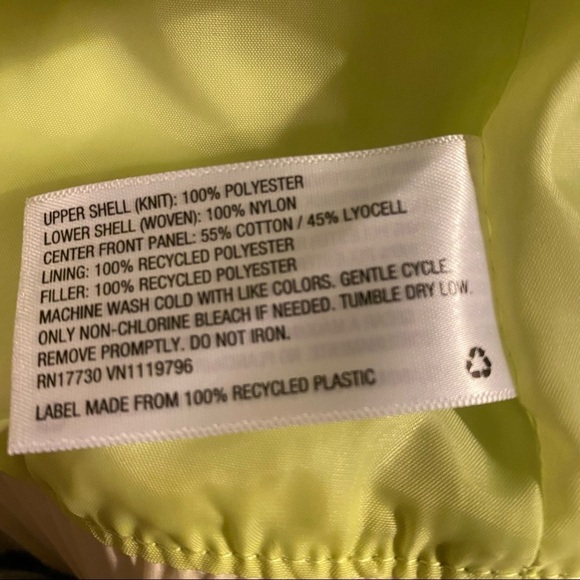 UPPER SHELL (KNIT): 100% POLYESTER
LOWER SHELL (WOVEN): 100% NYLON
CENTER FRONT PANEL: 55% COTTON / 45% LYOCELL
LINING: 100% RECYCLED POLYESTER
FILLER: 100% RECYCLED POLYESTER
MACHINE WASH COLD WITH LIKE COLORS. GENTLE CYCLE.
ONLY NON-CHLORINE BLEACH IF NEEDED. TUMBLE DRY LOW.
REMOVE PROMPTLY. DO NOT IRON.
RN17730 VN1119796
LABEL MADE FROM 100% RECYCLED PLASTIC